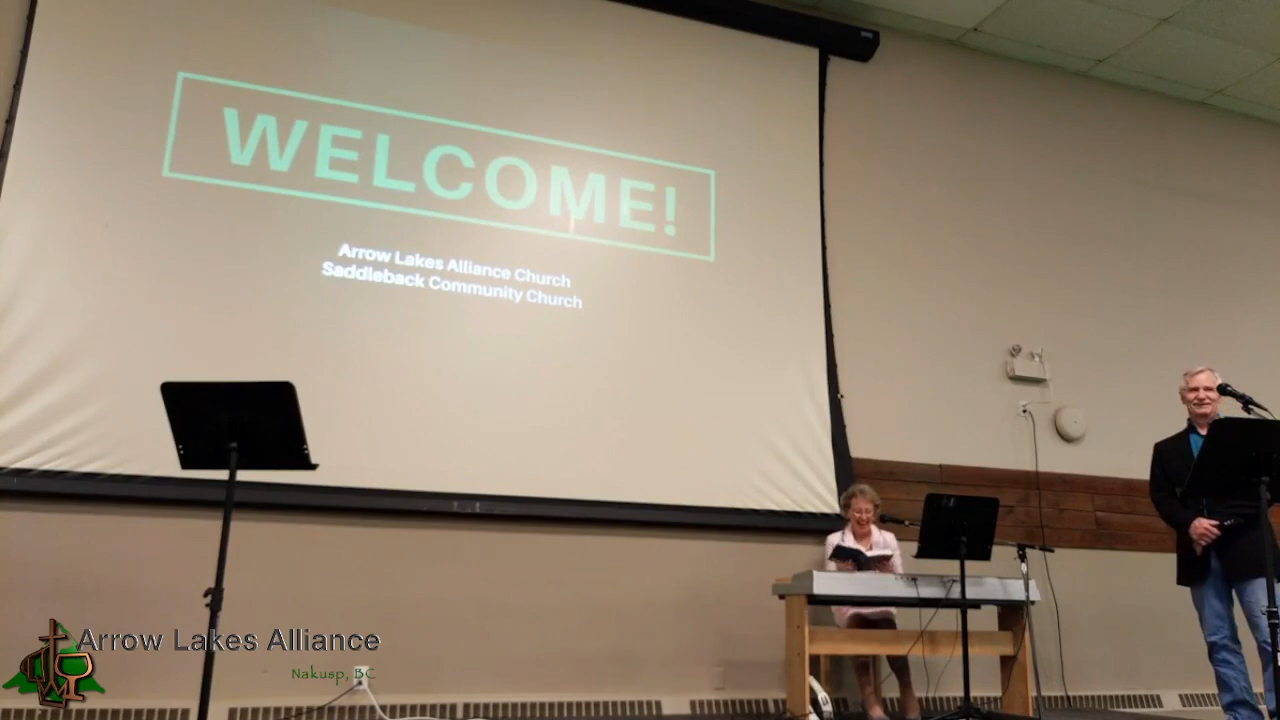 WELCOME!
Arrow Lakes Alliance Church
Saddleback Community Church
Arrow Lakes Alliance
Nakusp, BC